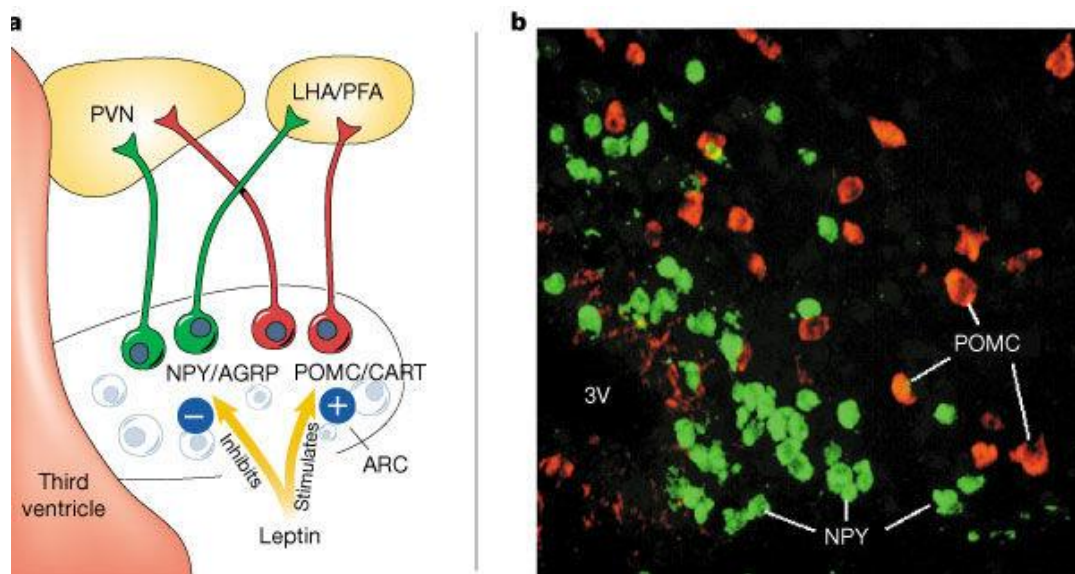 a
PVN
LHA/PFA
NPY/AGRP
POMC/CART
−
+
Inhibits
Stimulates
ARC
Third
ventricle
Leptin
b
POMC
3V
NPY